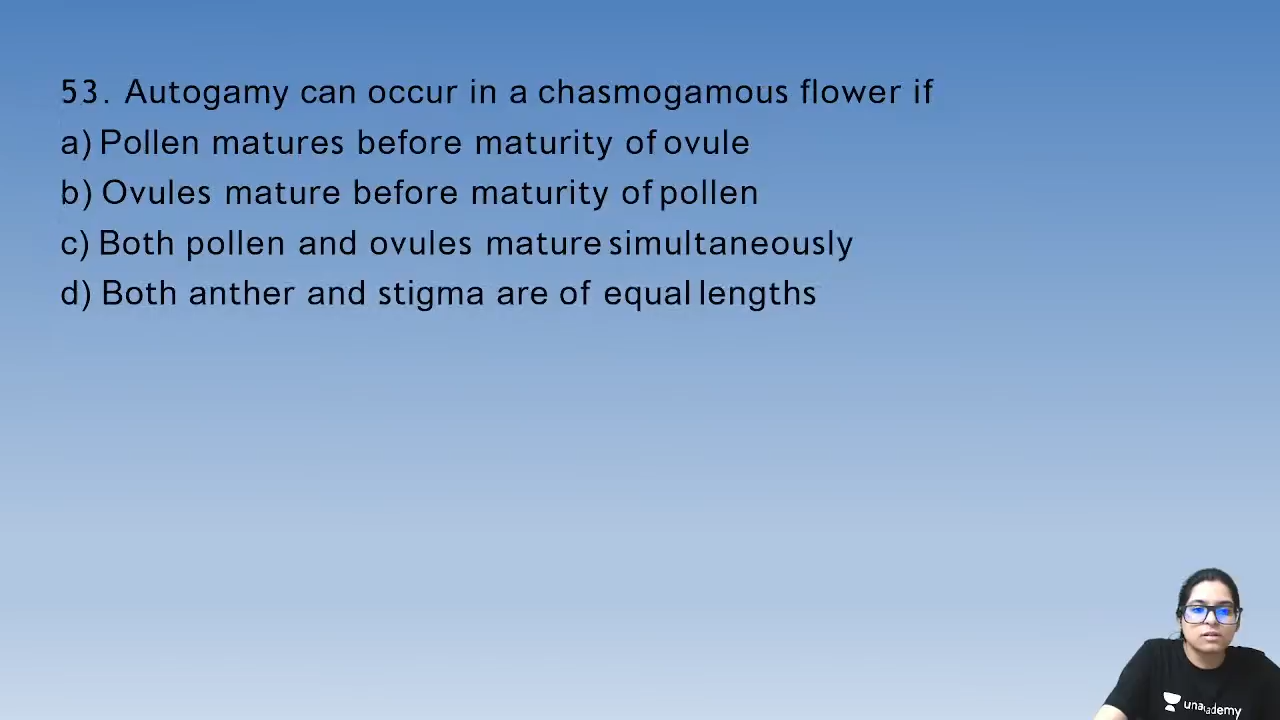 53. Autogamy can occur in a chasmogamous flower if
a) Pollen matures before maturity of ovule
b) Ovules mature before maturity of pollen
c) Both pollen and ovules mature simultaneously
d) Both anther and stigma are of equal lengths
unacademy